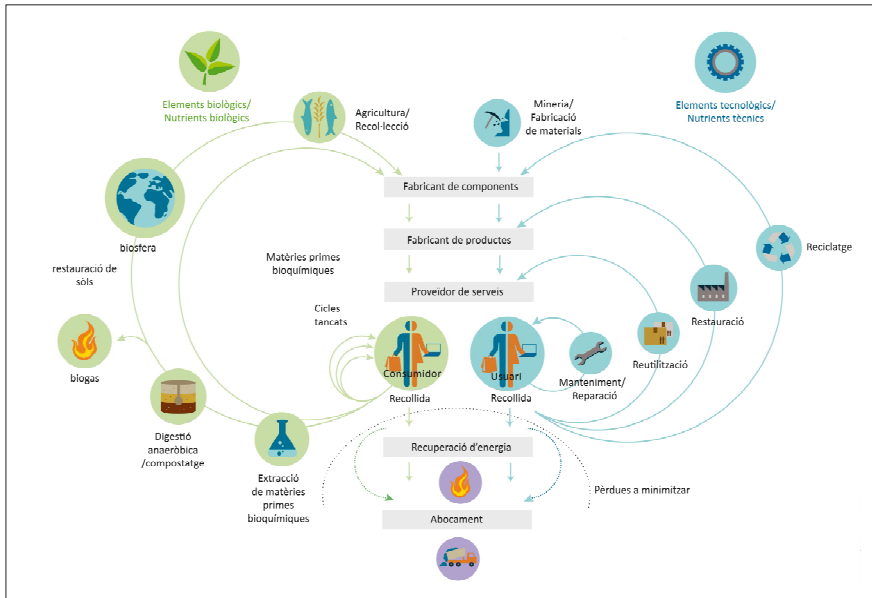 Elements biològics/
Nutrients biològics
Agricultura/
Recol·lecció
Mineria/
Fabricació
de materials
Elements tecnològics/
Nutrients tècnics
Fabricant de components
biosfera
Fabricant de productes
Reciclatge
restauració de
sòls
Matèries primes
bioquímiques
Proveïdor de serveis
Cicles
tancats
Restauració
Reutilització
biogas
Consumidor
Usuari
Manteniment/
Reparació
Recollida
Recollida
Digestió
anaeròbica
/compostatge
Recuperació d'energia
Extracció
de matèries
primes
bioquímiques
Pèrdues a minimitzar
Abocament